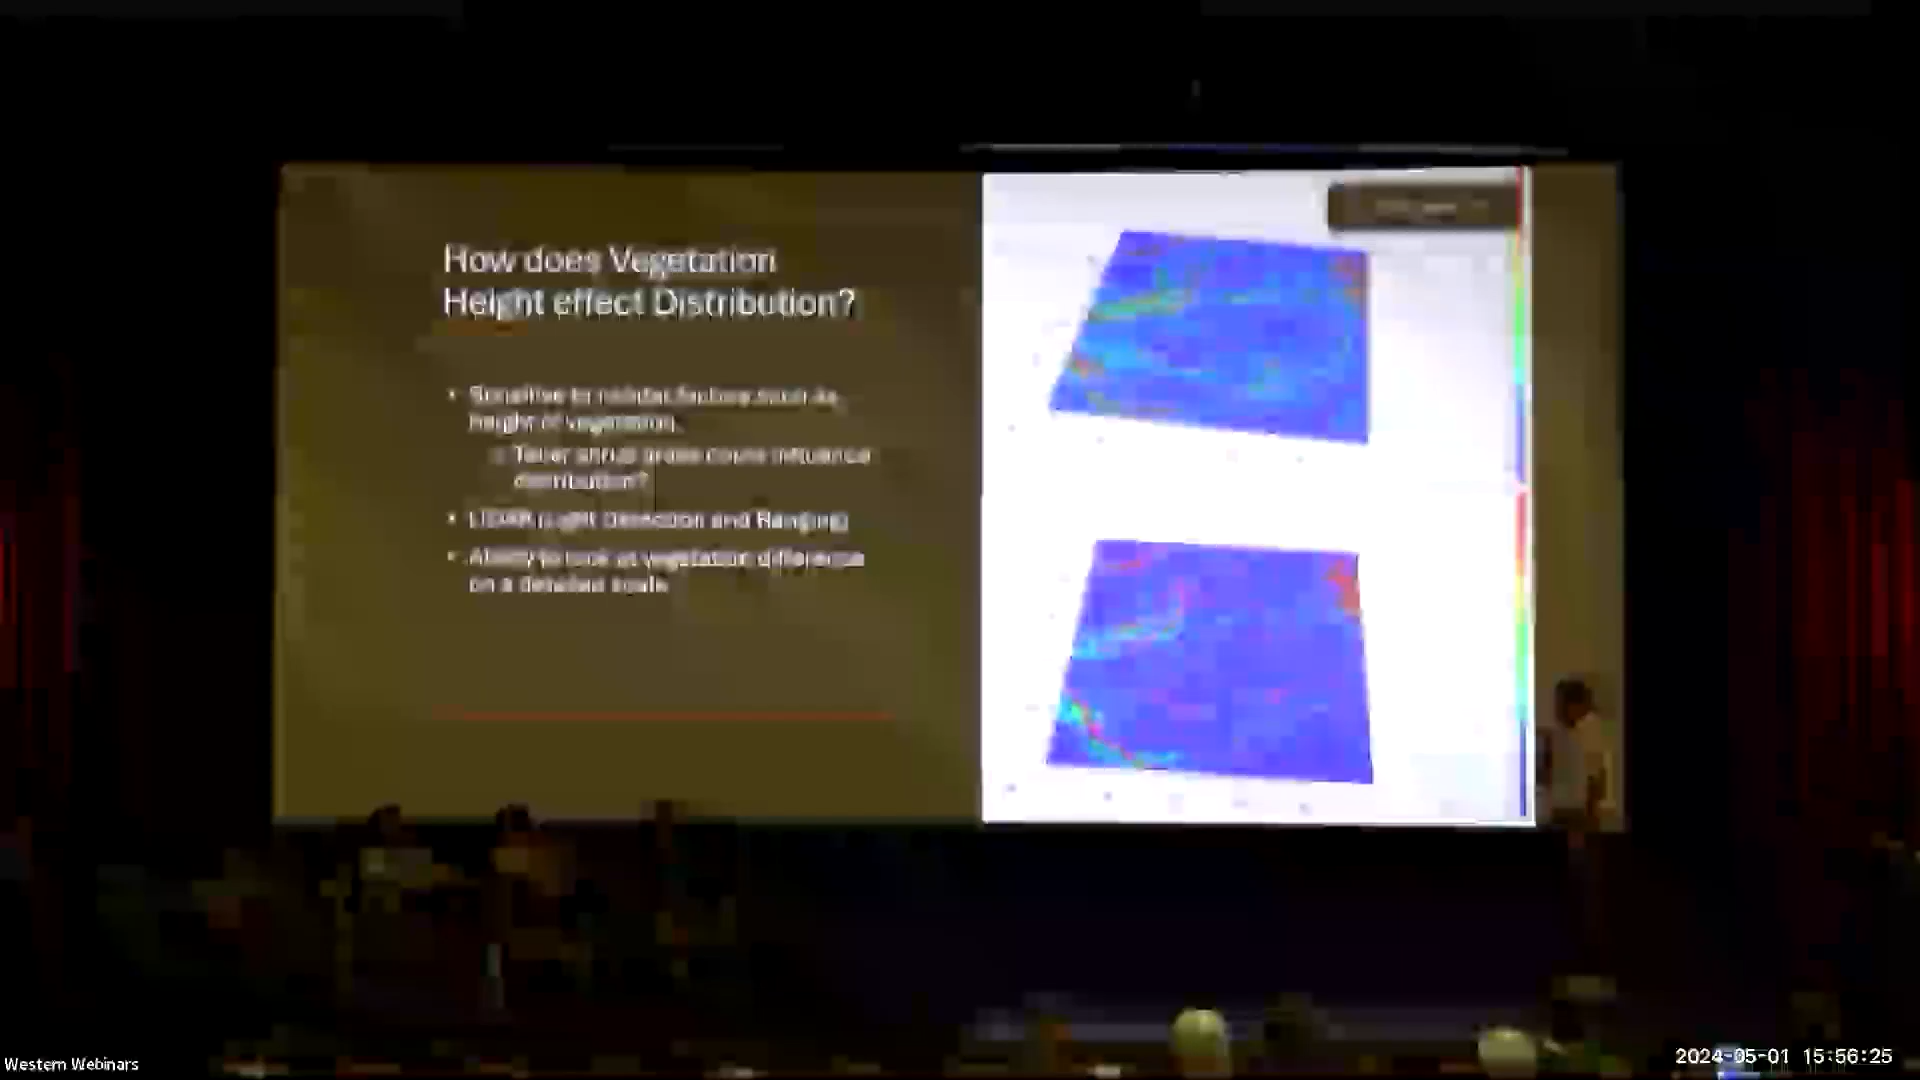 How does Vegetation
Height effect Distribution?
• Sensitive to habitat factors such as
height of vegetation.
Taller shrub areas could influence
distribution?
• LiDAR (Light Detection and Ranging)
• Ability to look at vegetation difference
on a detailed scale
Western Webinars
2024-05-01 15:56:25